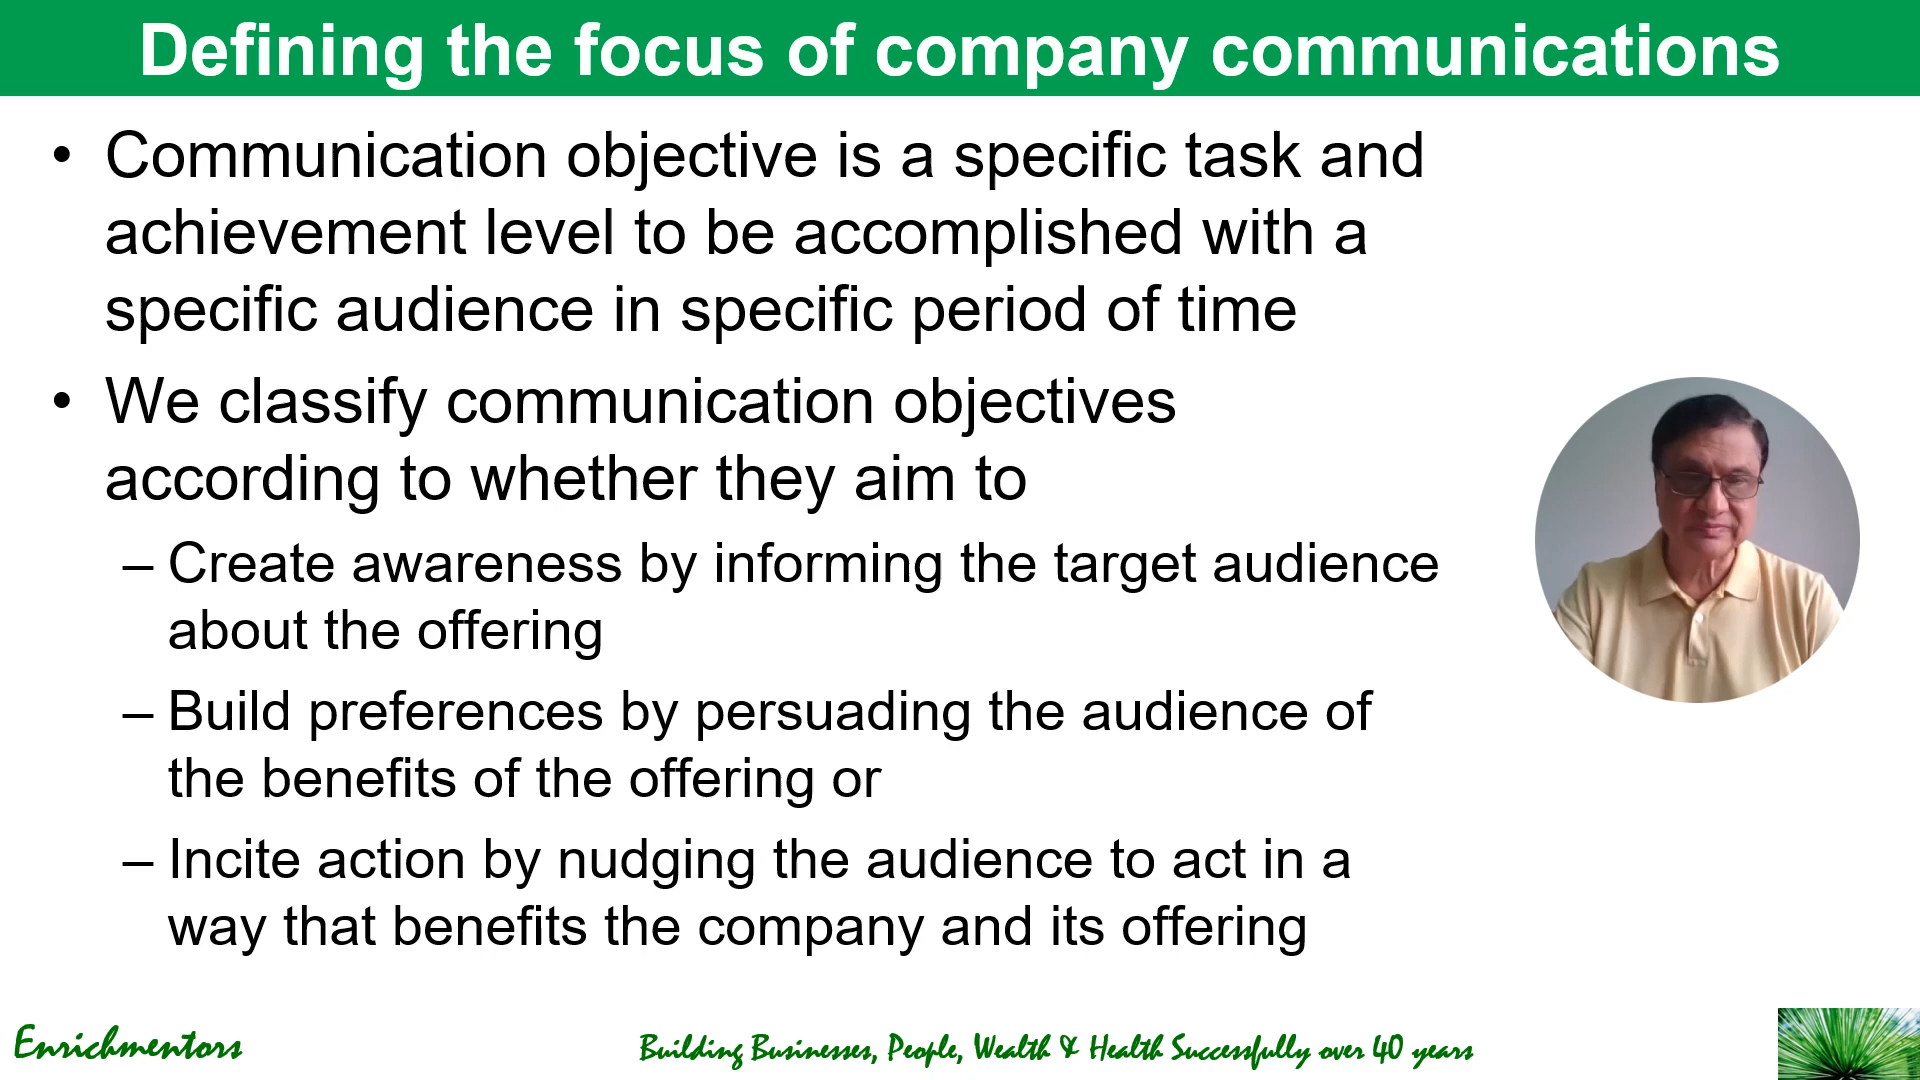 Defining the focus of company communications
• Communication objective is a specific task and
achievement level to be accomplished with a
specific audience in specific period of time
• We classify communication objectives
according to whether they aim to
– Create awareness by informing the target audience
about the offering
– Build preferences by persuading the audience of
the benefits of the offering or
– Incite action by nudging the audience to act in a
way that benefits the company and its offering
Enrichmentors
Building Businesses, People, Wealth & Health Successfully over 40 years